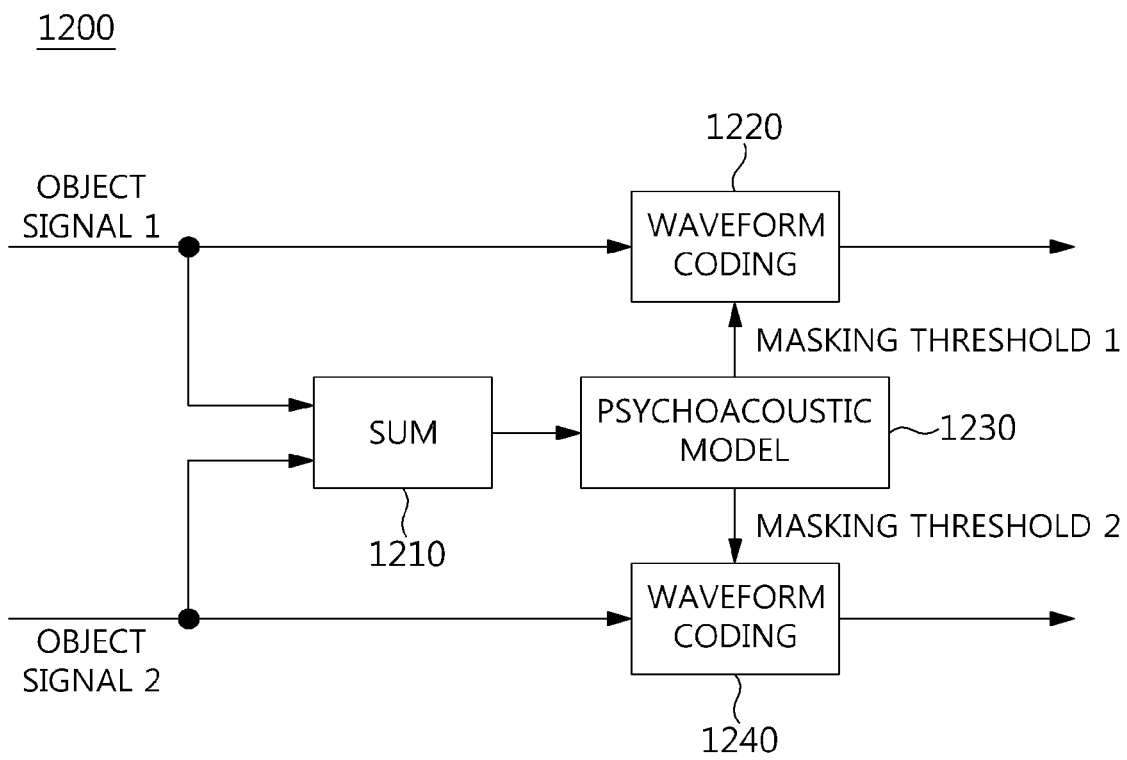 1200
1220
OBJECT
SIGNAL 1
WAVEFORM
CODING
MASKING THRESHOLD 1
SUM
PSYCHOACOUSTIC
MODEL
1230
1210
MASKING THRESHOLD 2
WAVEFORM
CODING
OBJECT
SIGNAL 2
1240